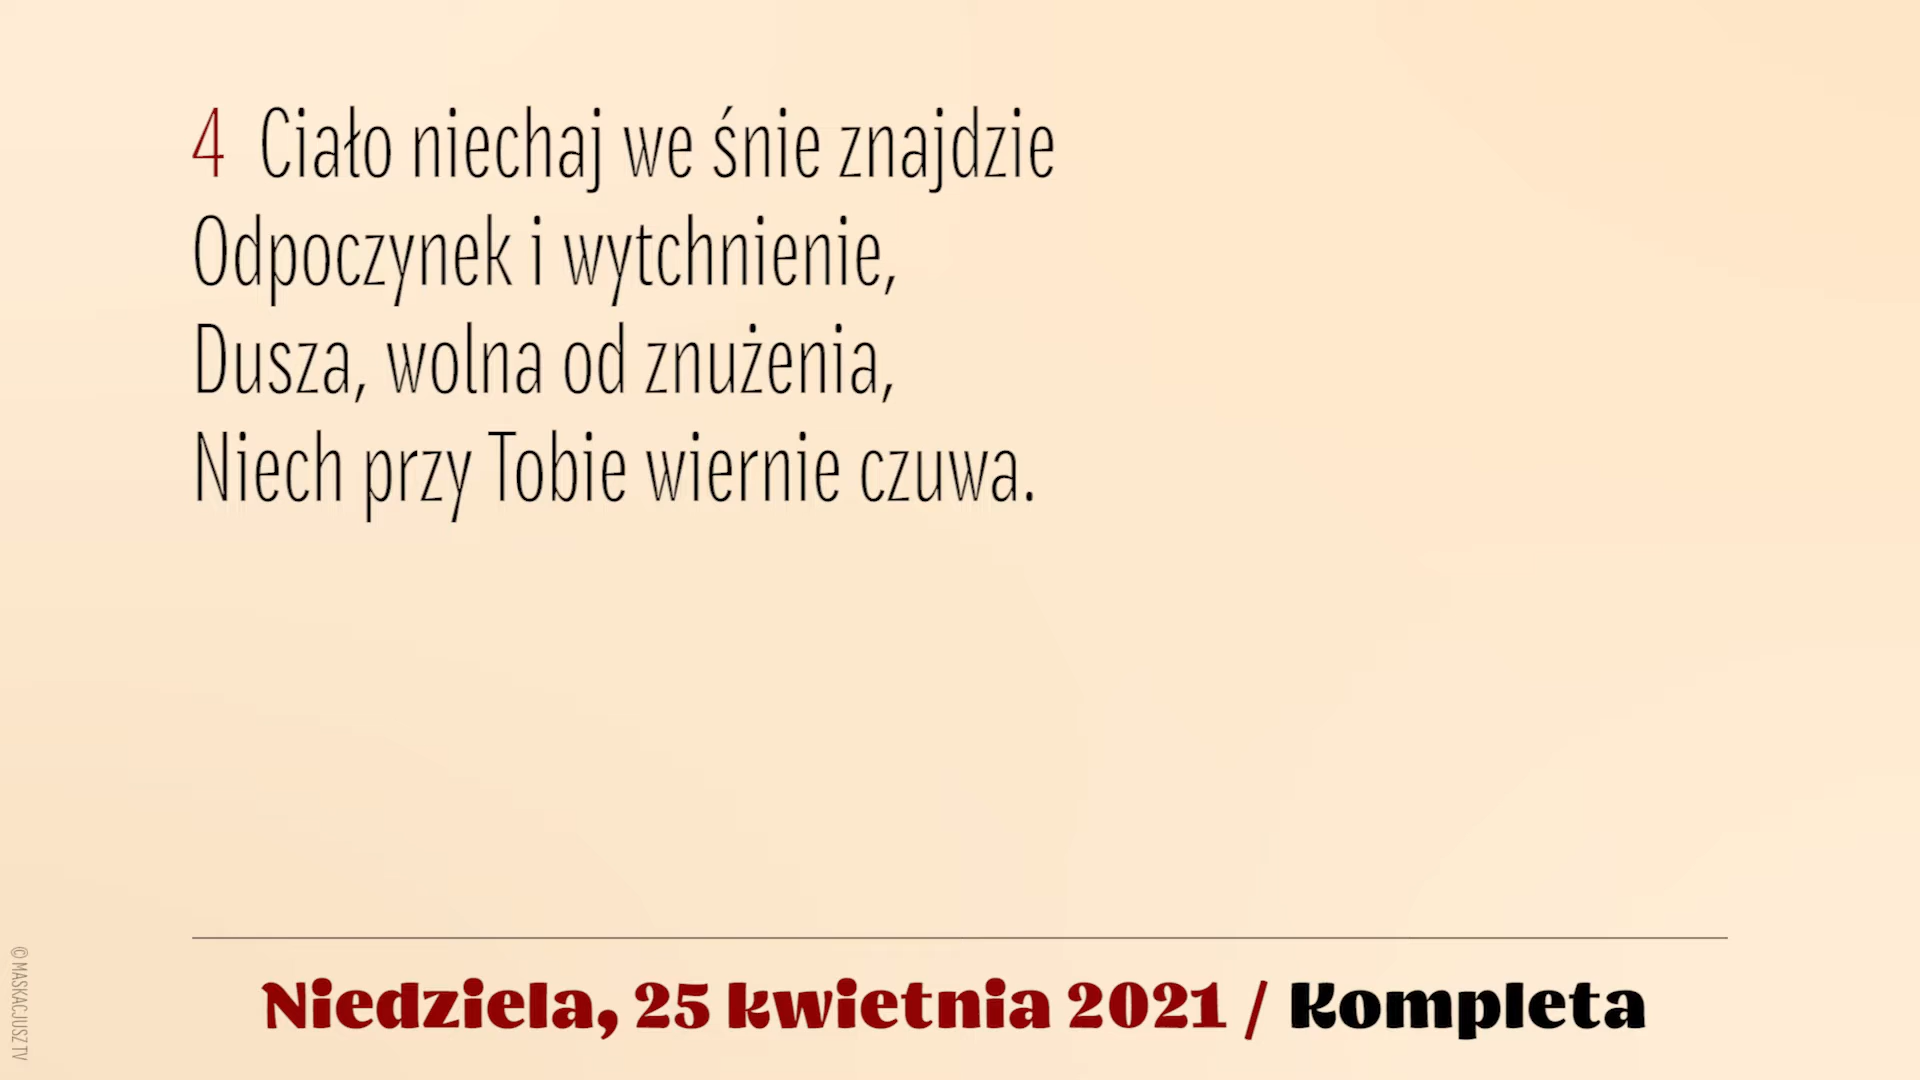 4 Ciało niechaj we śnie znajdzie
Odpoczynek i wytchnienie,
Dusza, wolna od znużenia,
Niech przy Tobie wiernie czuwa.
Niedziela, 25 kwietnia 2021 / Kompleta
© MASKACJUSZ TV